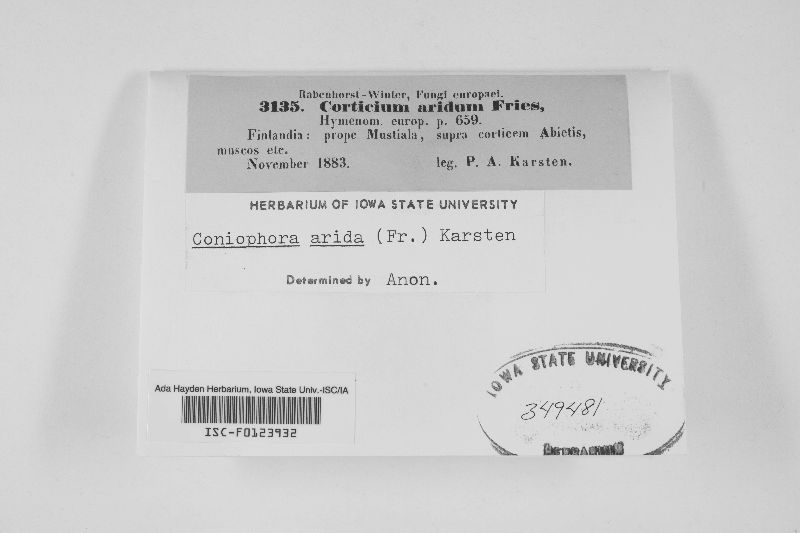 Rabenhorst-Winter, Fungi europaei.
3135. Corticium aridum Fries,
Hymenom. europ. p. 659.
Finlandia: prope Mustiala, supra corticem Abietis,
muscos etc.
November 1883. leg. P. A. Karsten.
HERBARIUM OF IOWA STATE UNIVERSITY
Coniophora arida (Fr.) Karsten
Determined by Anon.
Ada Hayden Herbarium, Iowa State Univ.-ISC/IA
ISC-F0123932
IOWA STATE UNIVERSITY
349481
HERBARIUM